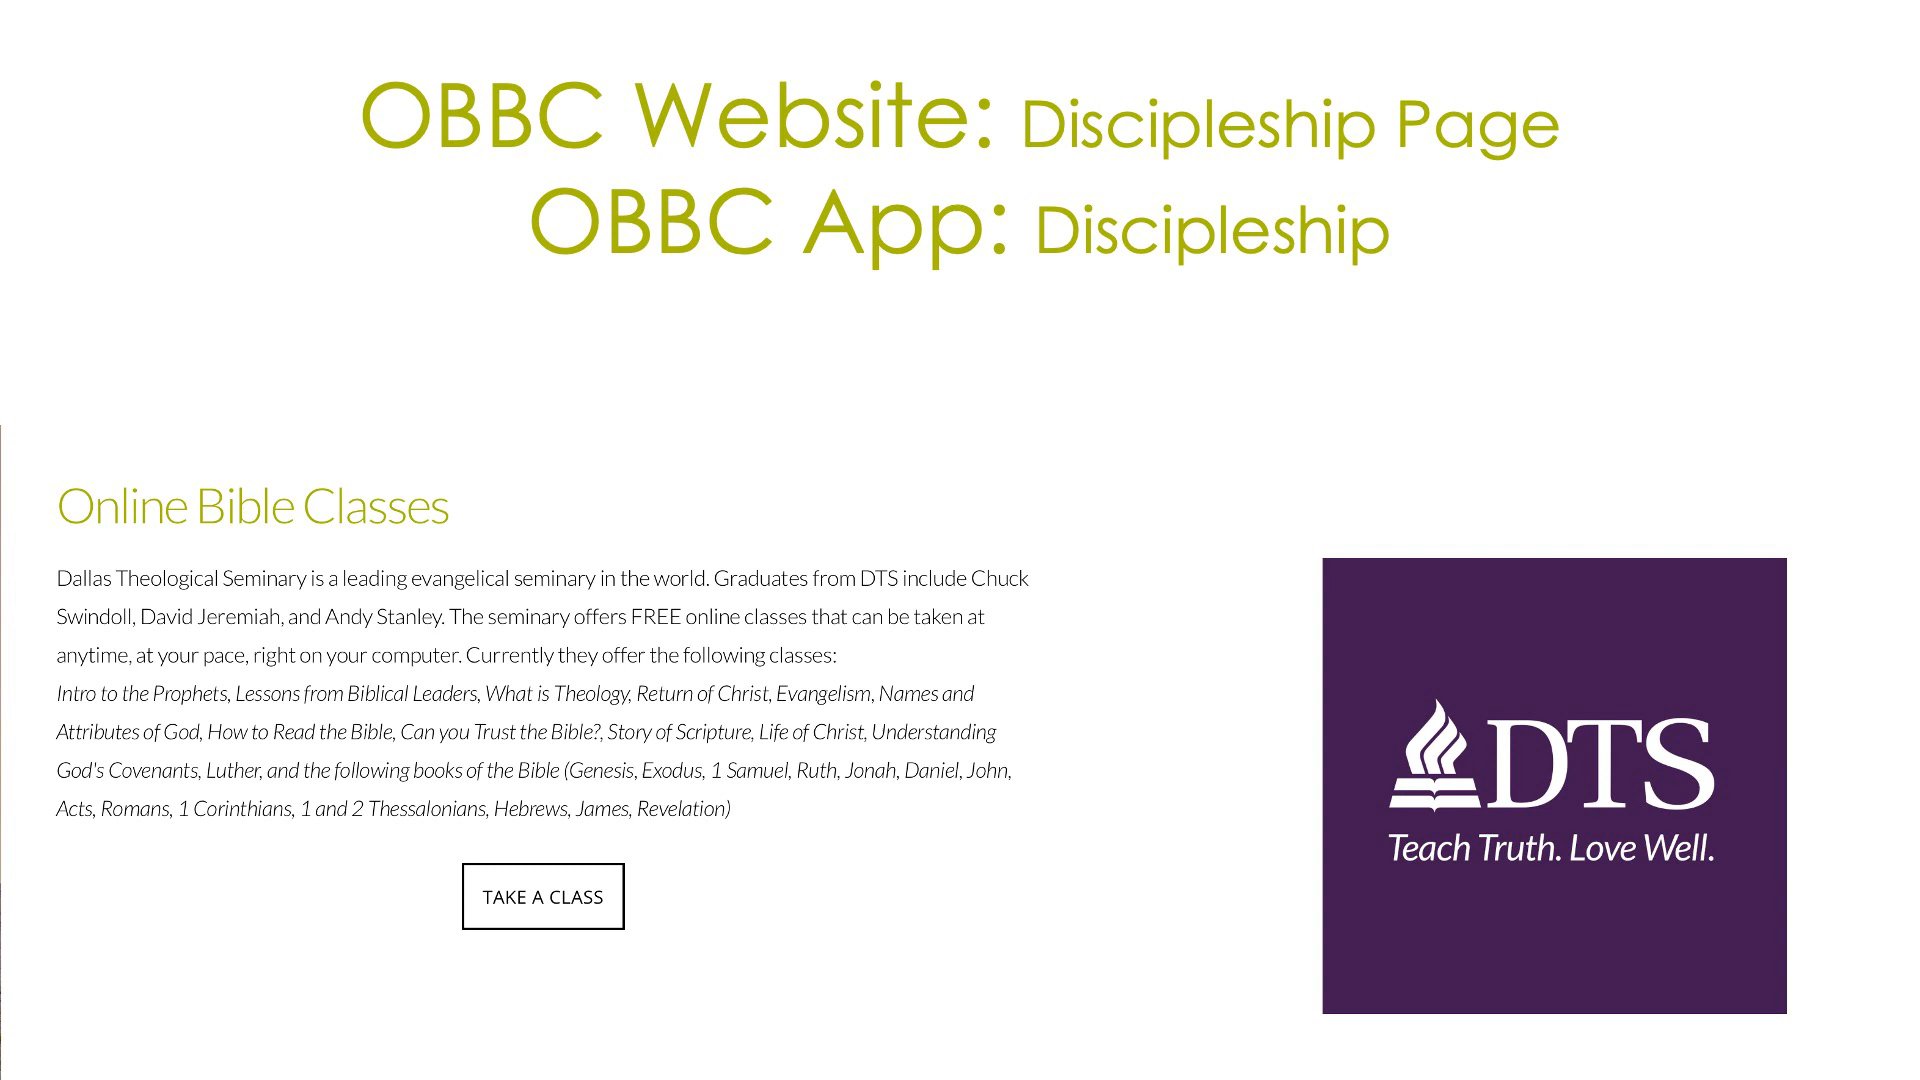 OBBC Website: Discipleship Page
OBBC App: Discipleship
Online Bible Classes
Dallas Theological Seminary is a leading evangelical seminary in the world. Graduates from DTS include Chuck
Swindoll, David Jeremiah, and Andy Stanley. The seminary offers FREE online classes that can be taken at
anytime, at your pace, right on your computer. Currently they offer the following classes:
Intro to the Prophets, Lessons from Biblical Leaders, What is Theology, Return of Christ, Evangelism, Names and
Attributes of God, How to Read the Bible, Can you Trust the Bible?, Story of Scripture, Life of Christ, Understanding
God's Covenants, Luther, and the following books of the Bible (Genesis, Exodus, 1 Samuel, Ruth, Jonah, Daniel, John,
Acts, Romans, 1 Corinthians, 1 and 2 Thessalonians, Hebrews, James, Revelation)
TAKE A CLASS
DTS
Teach Truth. Love Well.